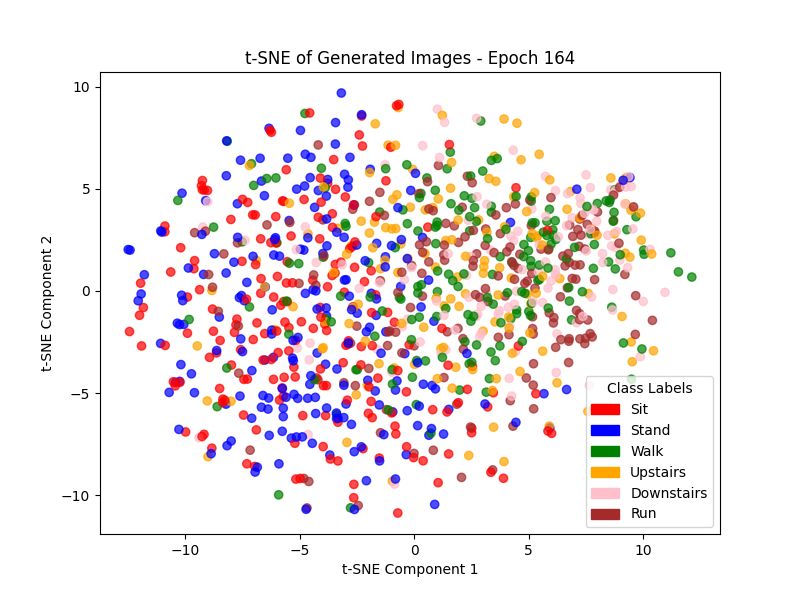 t-SNE of Generated Images - Epoch 164
10
5
0
−5
−10
t-SNE Component 2
−10
−5
0
5
10
t-SNE Component 1
Class Labels
Sit
Stand
Walk
Upstairs
Downstairs
Run